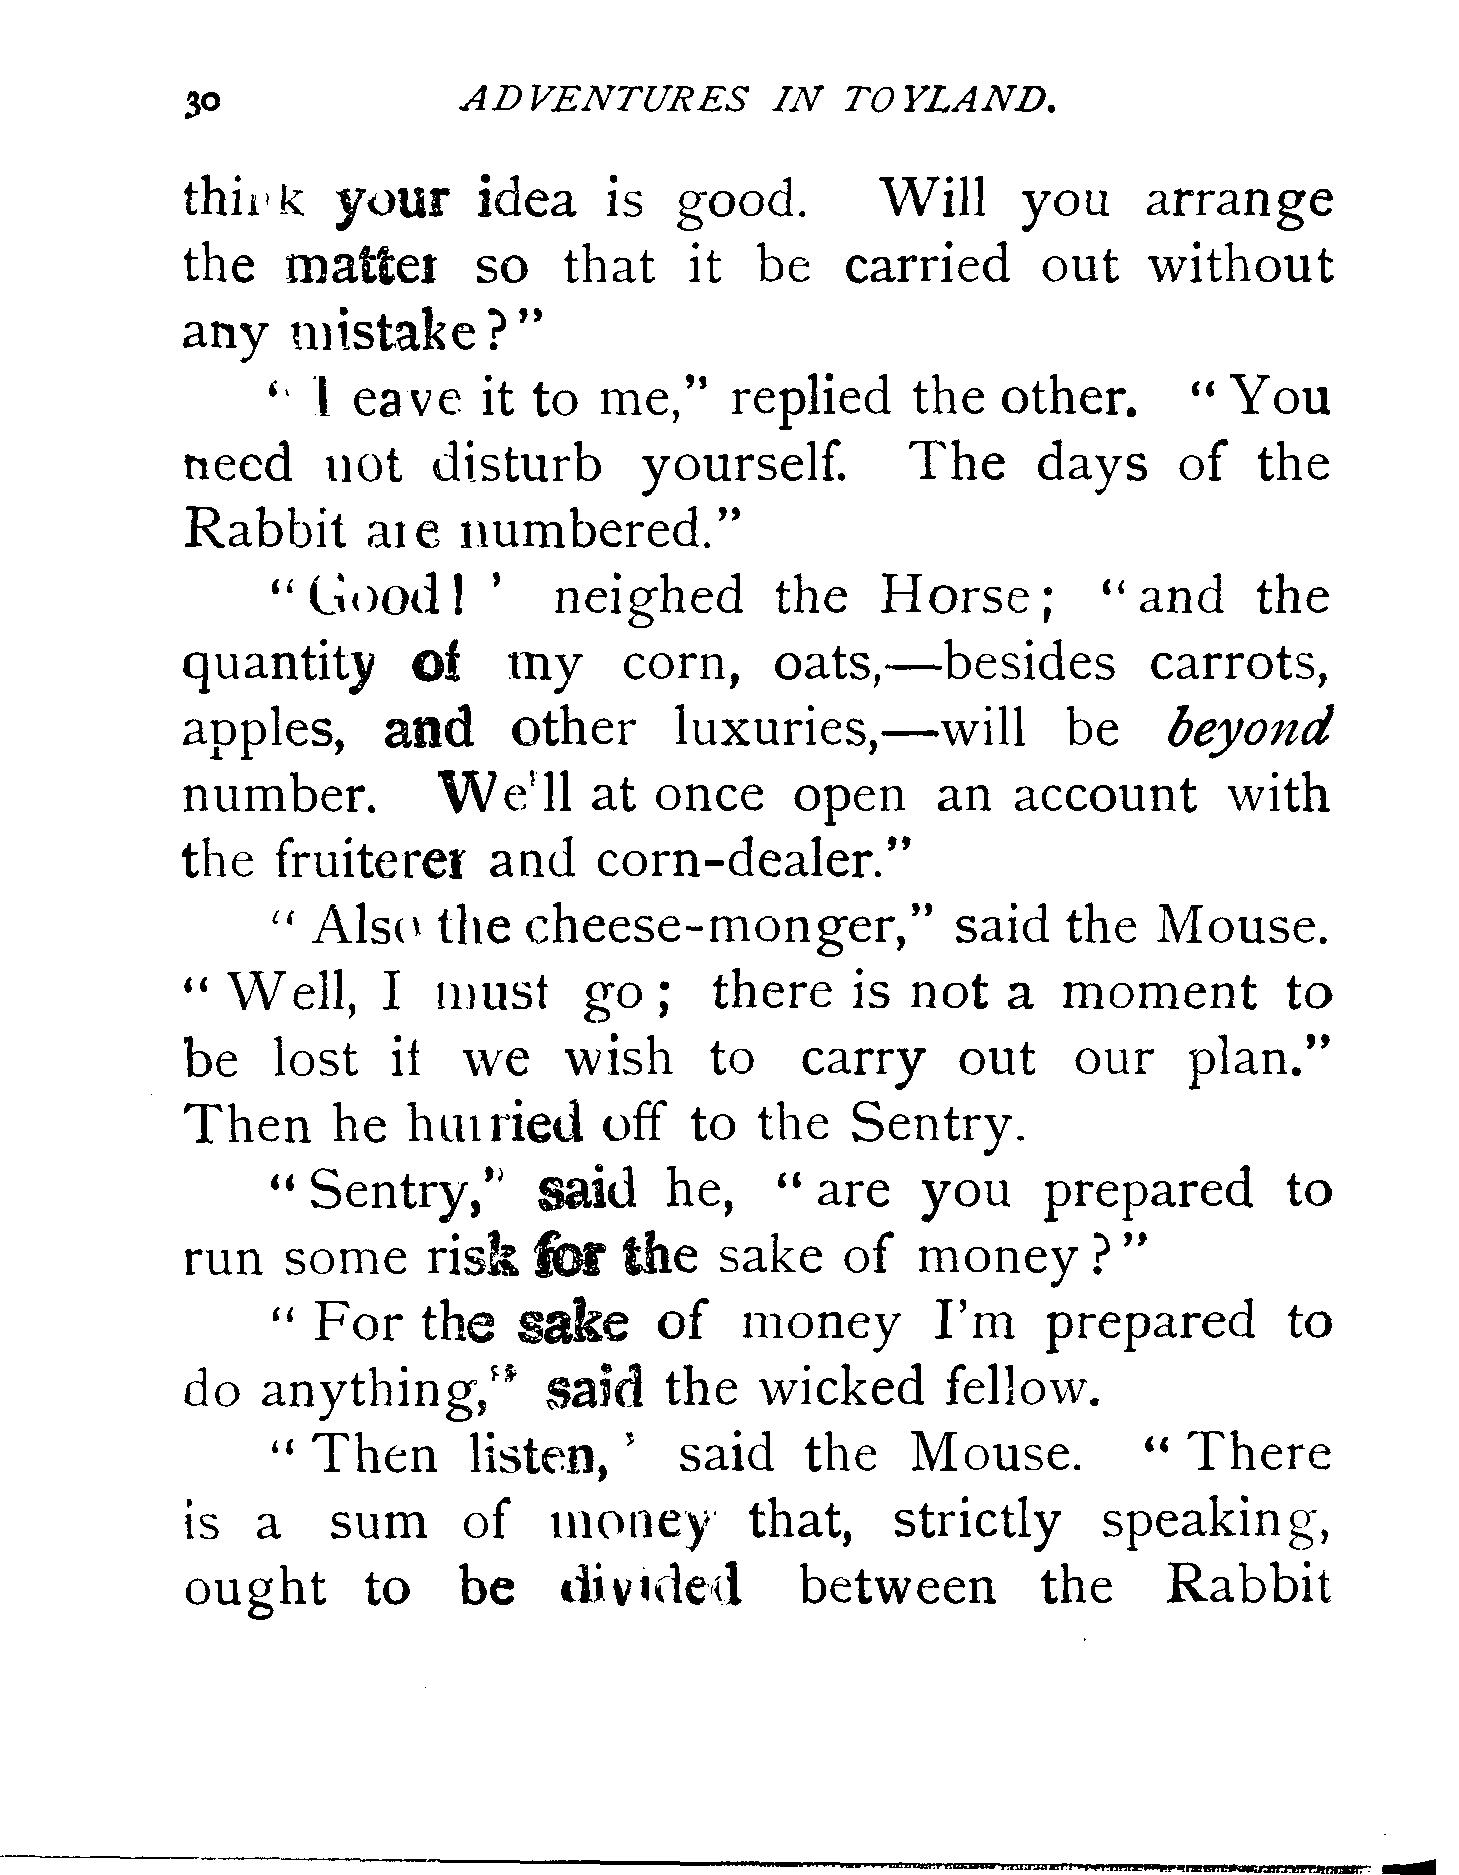 30 ADVENTURES IN TOYLAND.
think your idea is good. Will you arrange
the matter so that it be carried out without
any mistake?"
"Leave it to me," replied the other. "You
need not disturb yourself. The days of the
Rabbit are numbered."
"Good!" neighed the Horse; "and the
quantity of my corn, oats,—besides carrots,
apples, and other luxuries,—will be beyond
number. We'll at once open an account with
the fruiterer and corn-dealer."
"Also the cheese-monger," said the Mouse.
"Well, I must go; there is not a moment to
be lost if we wish to carry out our plan."
Then he hurried off to the Sentry.
"Sentry," said he, "are you prepared to
run some risk for the sake of money?"
"For the sake of money I'm prepared to
do anything," said the wicked fellow.
"Then listen," said the Mouse. "There
is a sum of money that, strictly speaking,
ought to be divided between the Rabbit